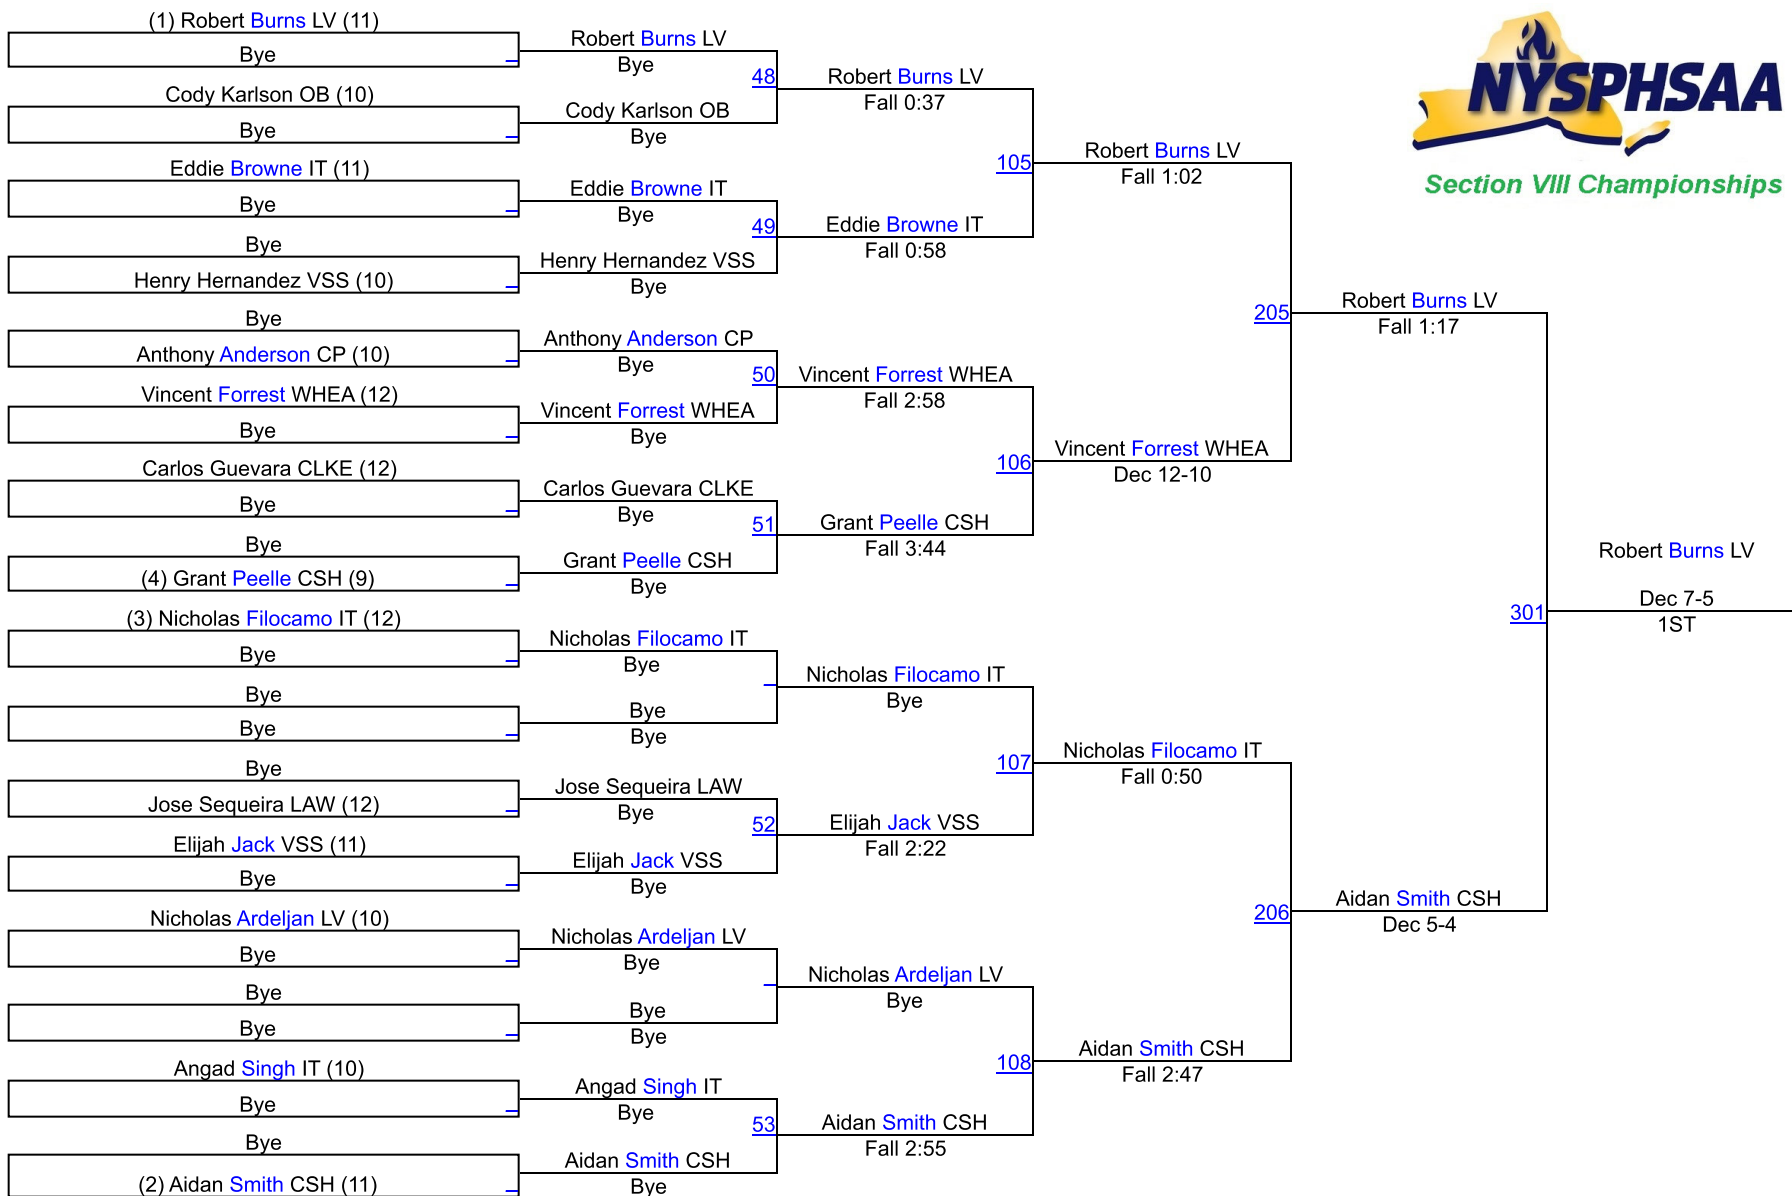 (1) Robert Burns LV (11)
Bye
Cody Karlson OB (10)
Bye
Eddie Browne IT (11)
Bye
Bye
Henry Hernandez VSS (10)
Bye
Anthony Anderson CP (10)
Vincent Forrest WHEA (12)
Bye
Carlos Guevara CLKE (12)
Bye
Bye
(4) Grant Peelle CSH (9)
(3) Nicholas Filocamo IT (12)
Bye
Bye
Bye
Bye
Jose Sequeira LAW (12)
Elijah Jack VSS (11)
Bye
Nicholas Ardeljan LV (10)
Bye
Bye
Bye
Angad Singh IT (10)
Bye
Bye
(2) Aidan Smith CSH (11)
Robert Burns LV
Bye
48
Cody Karlson OB
Bye
Eddie Browne IT
Bye
49
Henry Hernandez VSS
Bye
Anthony Anderson CP
Bye
50
Vincent Forrest WHEA
Bye
Carlos Guevara CLKE
Bye
51
Grant Peelle CSH
Bye
Nicholas Filocamo IT
Bye
Bye
Bye
Jose Sequeira LAW
Bye
52
Elijah Jack VSS
Bye
Nicholas Ardeljan LV
Bye
Bye
Bye
Angad Singh IT
Bye
53
Aidan Smith CSH
Bye
Robert Burns LV
Fall 0:37
105
Eddie Browne IT
Fall 0:58
Vincent Forrest WHEA
Fall 2:58
106
Grant Peelle CSH
Fall 3:44
Nicholas Filocamo IT
Bye
107
Elijah Jack VSS
Fall 2:22
Nicholas Ardeljan LV
Bye
108
Aidan Smith CSH
Fall 2:55
Robert Burns LV
Fall 1:02
205
Vincent Forrest WHEA
Dec 12-10
Nicholas Filocamo IT
Fall 0:50
206
Aidan Smith CSH
Fall 2:47
Robert Burns LV
Fall 1:17
301
Aidan Smith CSH
Dec 5-4
Robert Burns LV
Dec 7-5
1ST
NYSPHSAA
Section VIII Championships